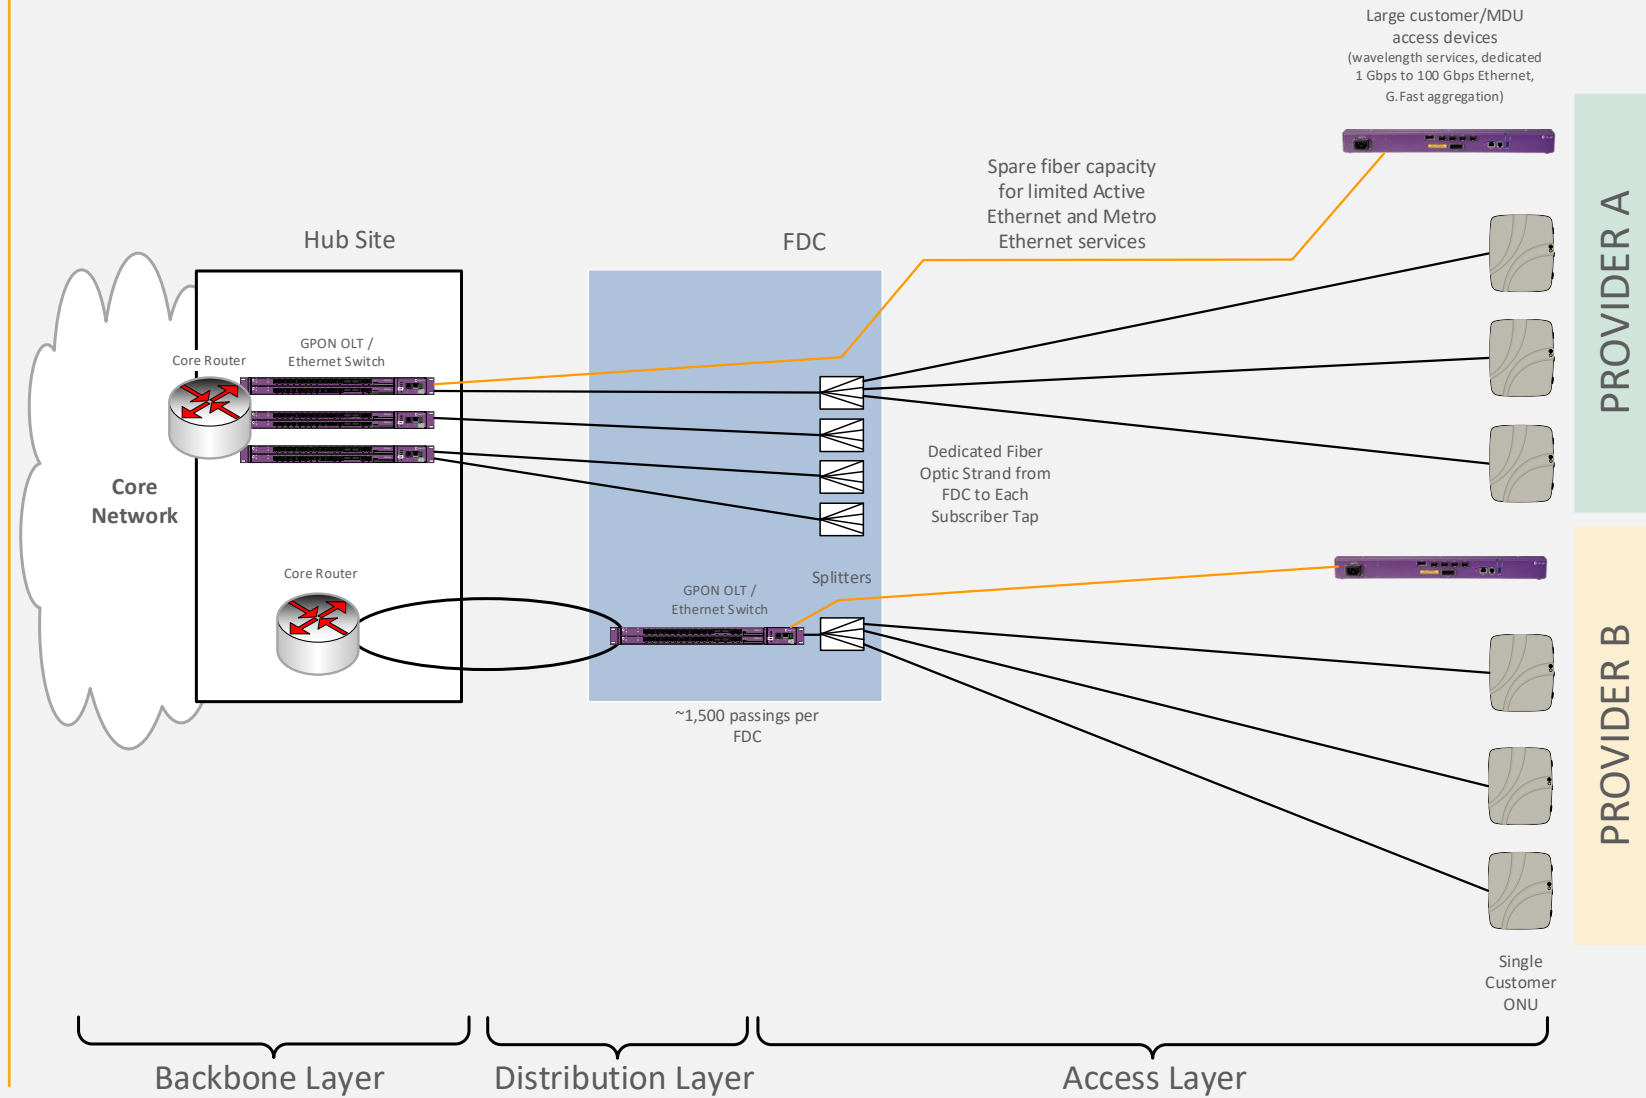 Large customer/MDU
access devices
(wavelength services, dedicated
1 Gbps to 100 Gbps Ethernet,
G.Fast aggregation)
Spare fiber capacity
for limited Active
Ethernet and Metro
Ethernet services
Hub Site
FDC
PROVIDER A
GPON OLT /
Ethernet Switch
Core Router
Core
Network
Dedicated Fiber
Optic Strand from
FDC to Each
Subscriber Tap
Core Router
GPON OLT /
Ethernet Switch
Splitters
PROVIDER B
~1,500 passings per
FDC
Single
Customer
ONU
Backbone Layer
Distribution Layer
Access Layer